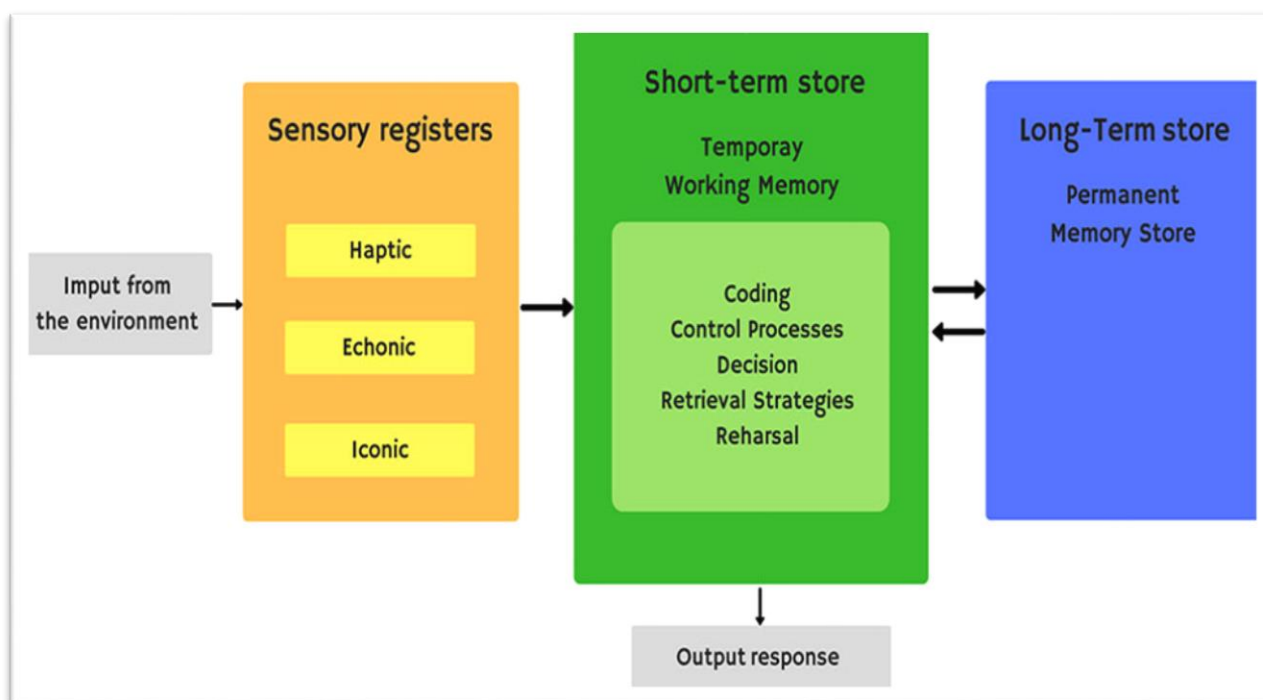 Imput from
the environment
Sensory registers
Haptic
Echonic
Iconic
Short-term store
Temporay
Working Memory
Coding
Control Processes
Decision
Retrieval Strategies
Reharsal
Long-Term store
Permanent
Memory Store
Output response